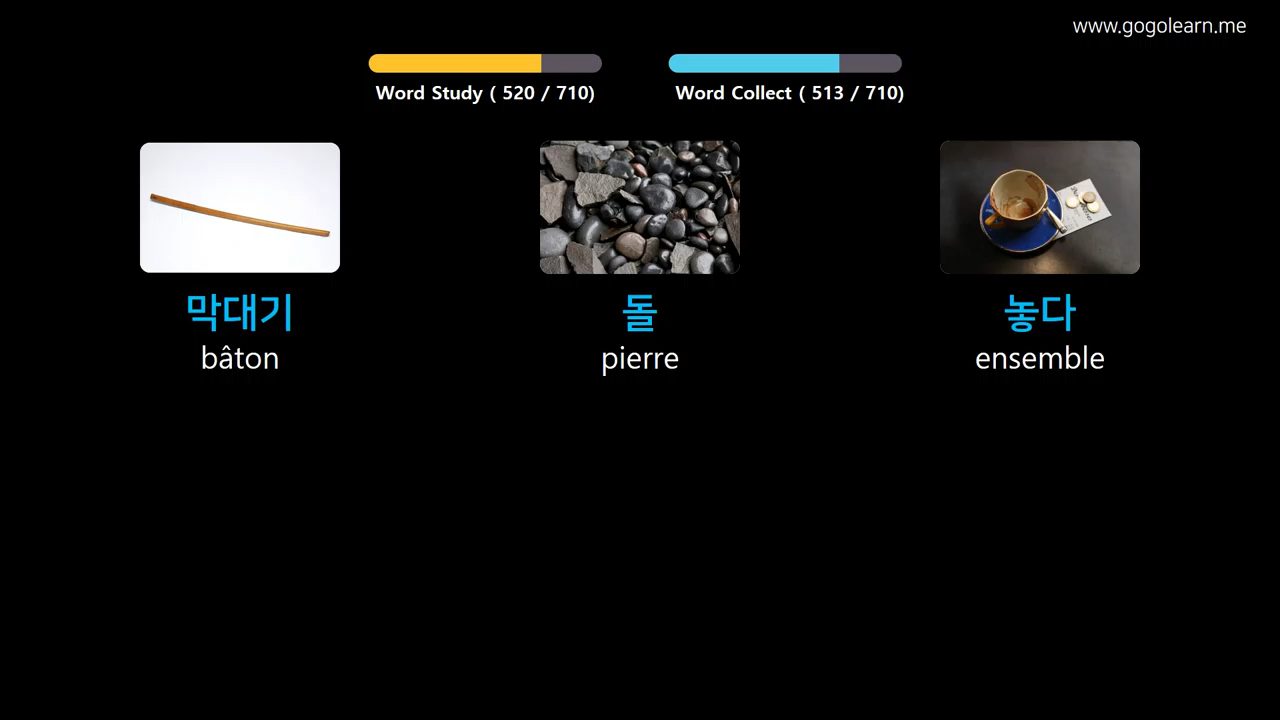 www.gogolearn.me
Word Study ( 520 / 710)
Word Collect ( 513 / 710)
막대기
돌
놓다
bâton
pierre
ensemble